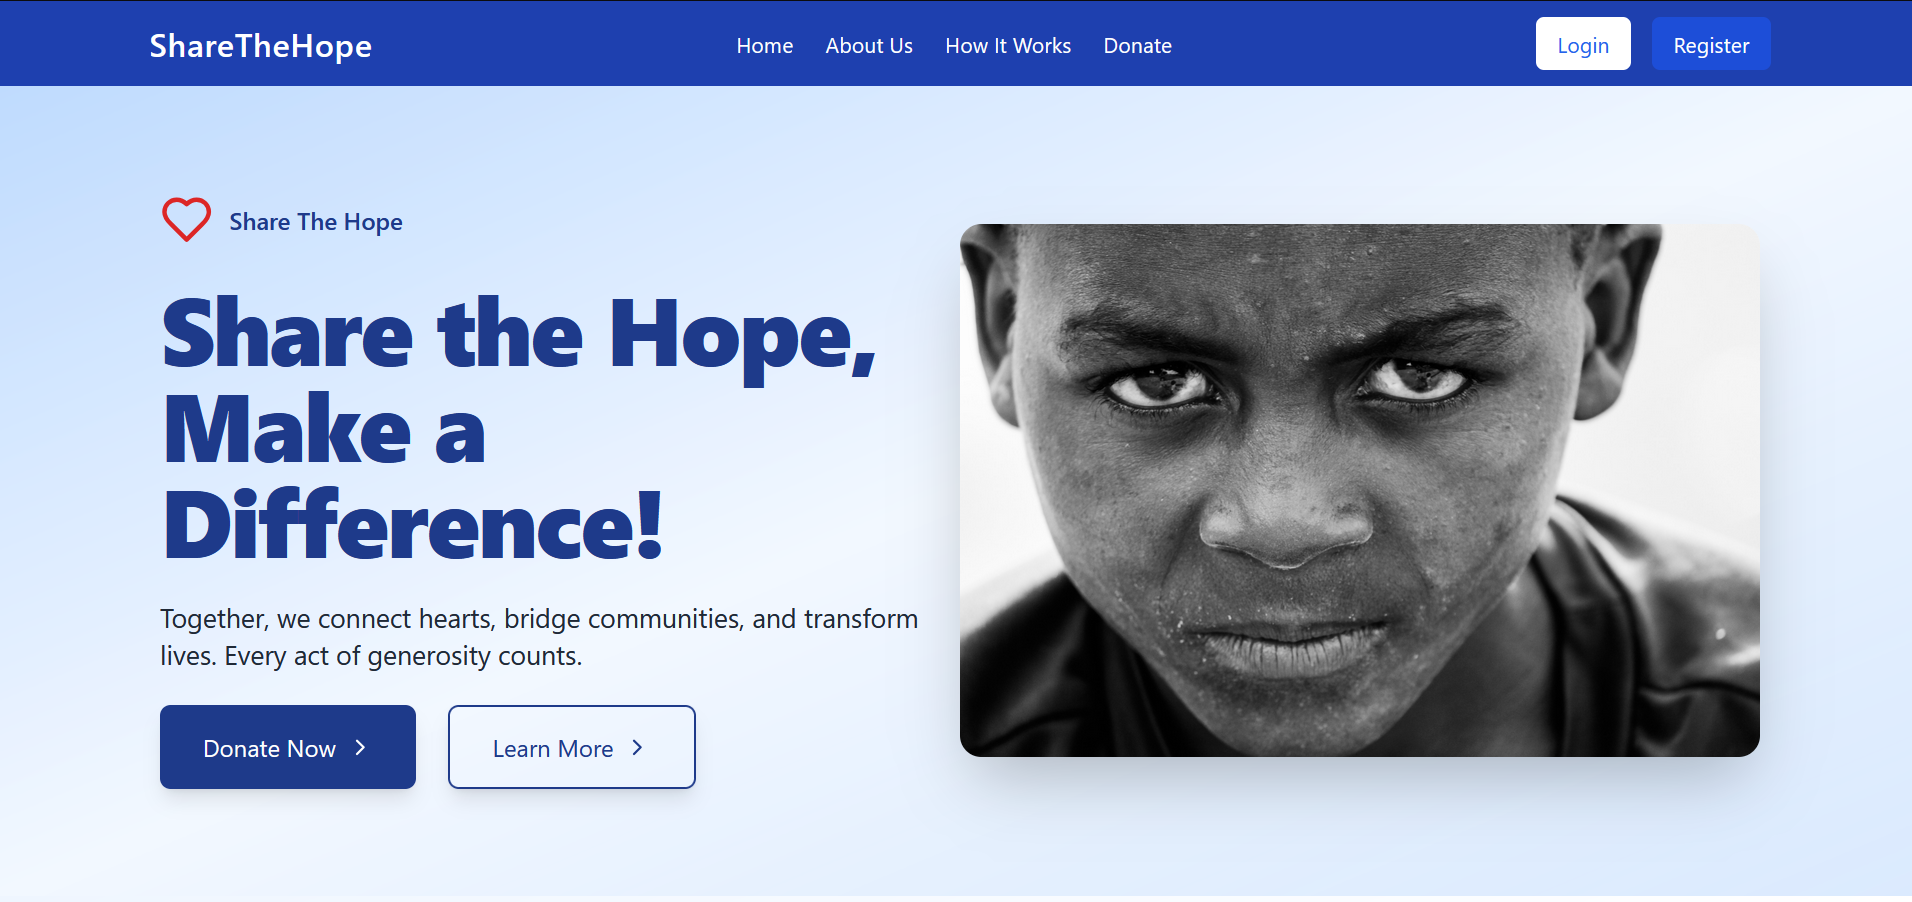 ShareTheHope
Home
About Us
How It Works
Donate
Login
Register
Share The Hope
Share the Hope,
Make a
Difference!
Together, we connect hearts, bridge communities, and transform
lives. Every act of generosity counts.
Donate Now
Learn More